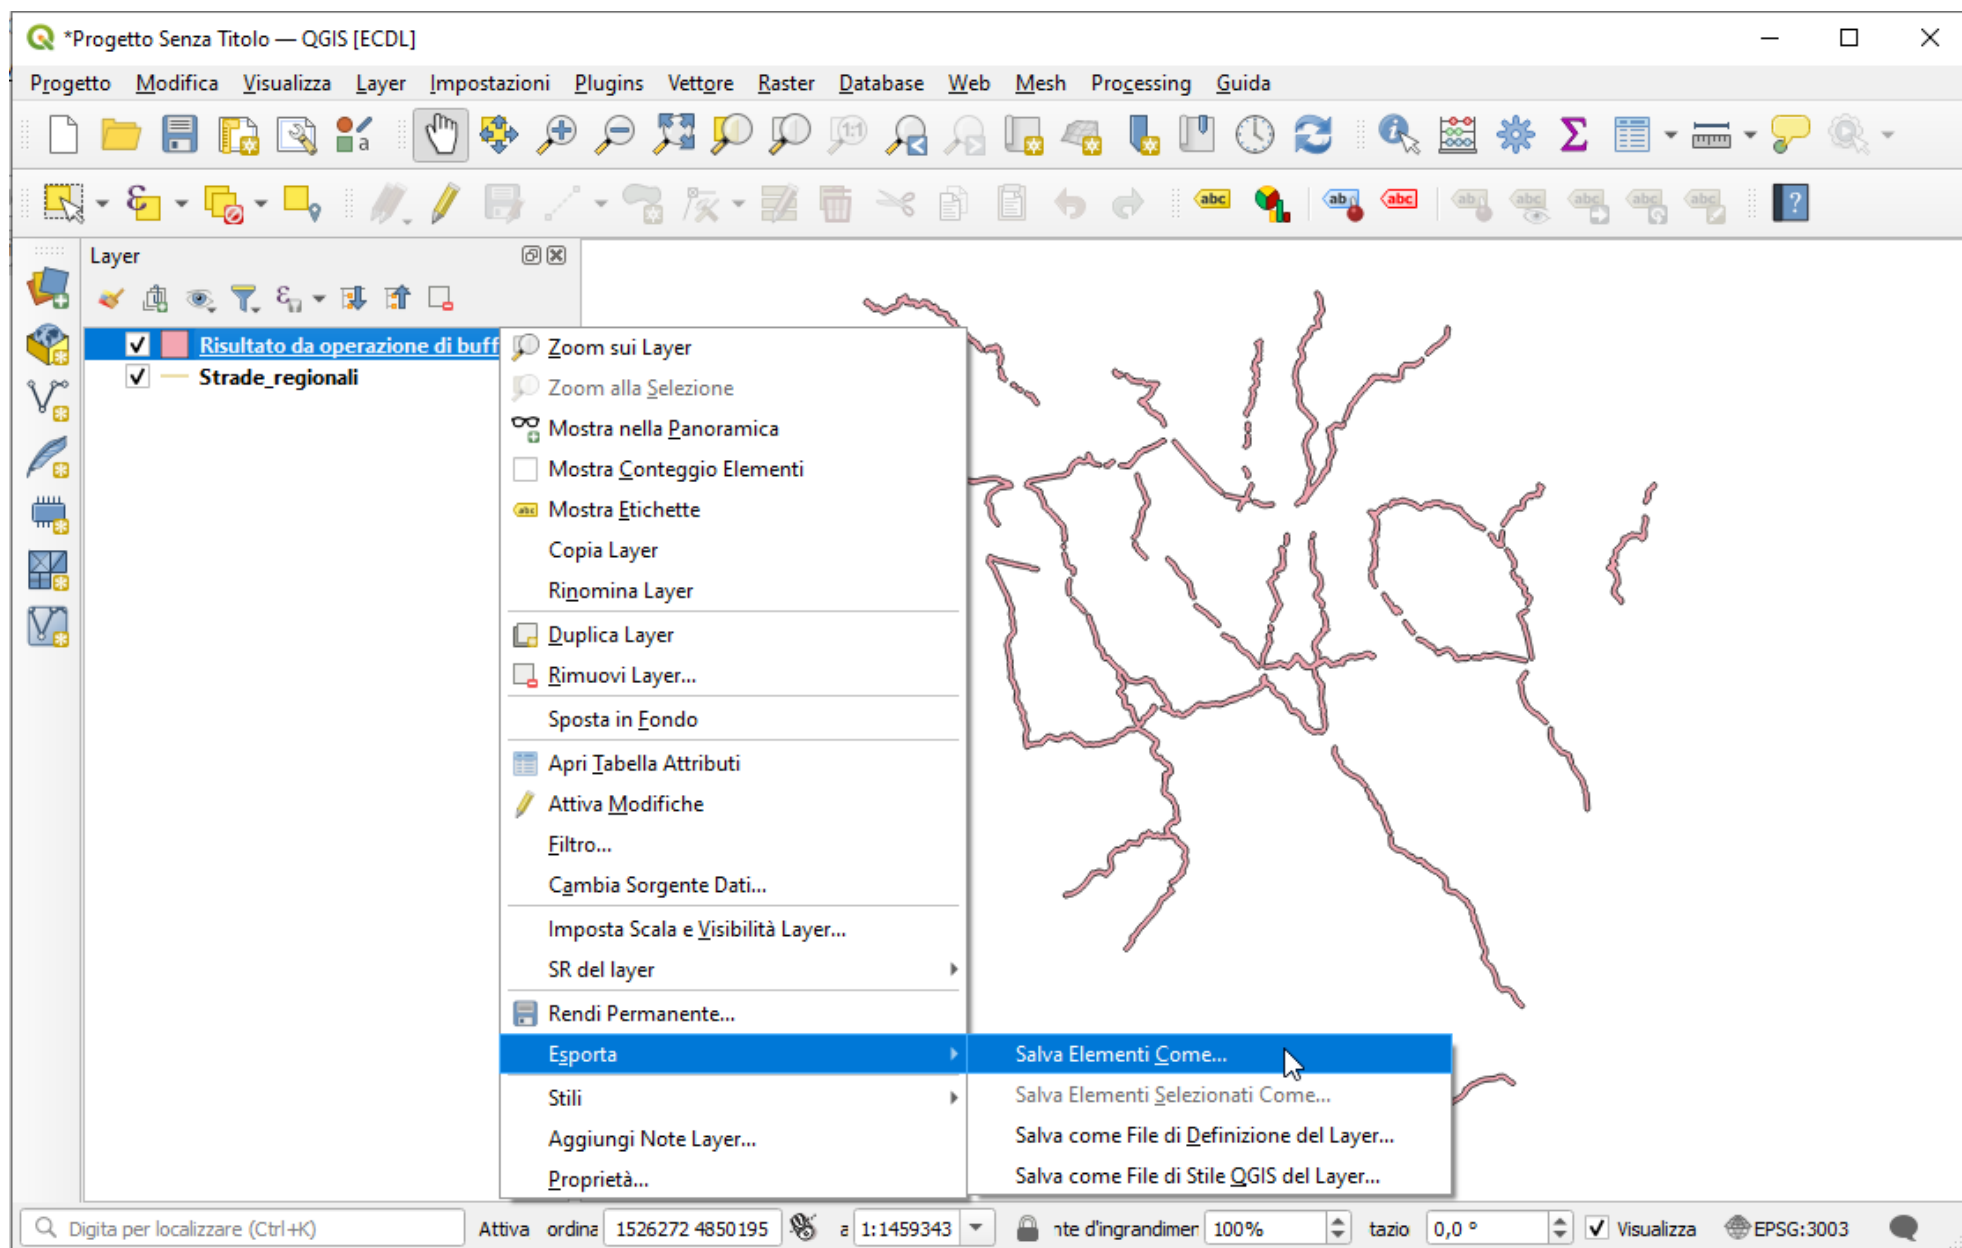 *Progetto Senza Titolo — QGIS [ECDL]
Progetto Modifica Visualizza Layer Impostazioni Plugins Vettore Raster Database Web Mesh Processing Guida
Layer
Risultato da operazione di buff
Strade_regionali
Zoom sui Layer
Zoom alla Selezione
Mostra nella Panoramica
Mostra Conteggio Elementi
abc Mostra Etichette
Copia Layer
Rinomina Layer
Duplica Layer
Rimuovi Layer...
Sposta in Fondo
Apri Tabella Attributi
Attiva Modifiche
Filtro...
Cambia Sorgente Dati...
Imposta Scala e Visibilità Layer...
SR del layer
Rendi Permanente...
Esporta
Stili
Aggiungi Note Layer...
Proprietà...
Salva Elementi Come...
Salva Elementi Selezionati Come...
Salva come File di Definizione del Layer...
Salva come File di Stile QGIS del Layer...
Digita per localizzare (Ctrl+K) Attiva ordina 1526272 4850195 a 1:1459343 nte d'ingrandimer 100% tazio 0,0 ° Visualizza EPSG:3003